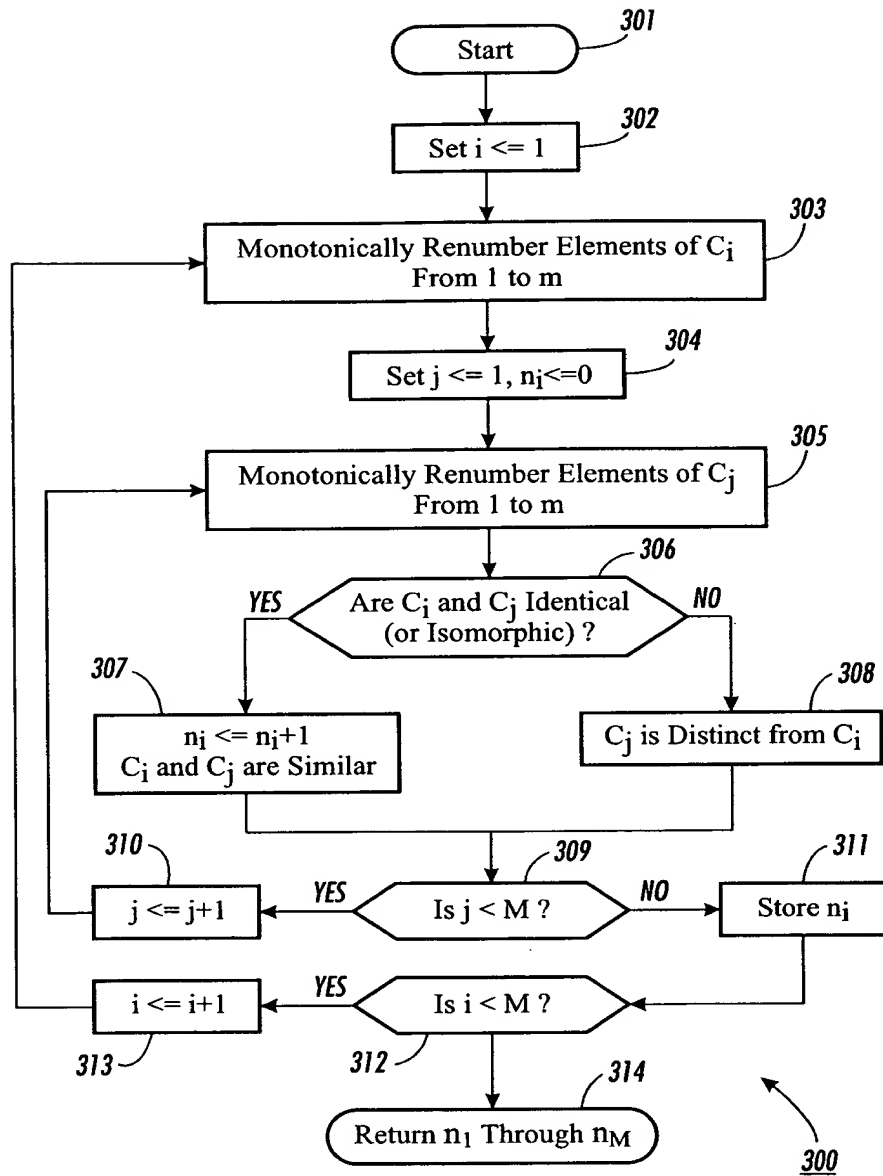 301
Start
302
Set i <= 1
303
Monotonically Renumber Elements of Ci
From 1 to m
304
Set j <= 1, ni<=0
305
Monotonically Renumber Elements of Cj
From 1 to m
306
YES
Are Ci and Cj Identical
(or Isomorphic) ?
NO
307
ni <= ni+1
Ci and Cj are Similar
308
Cj is Distinct from Ci
310
j <= j+1
YES
309
Is j < M ?
NO
311
Store ni
i <= i+1
313
YES
Is i < M ?
312
314
Return n1 Through nM
300